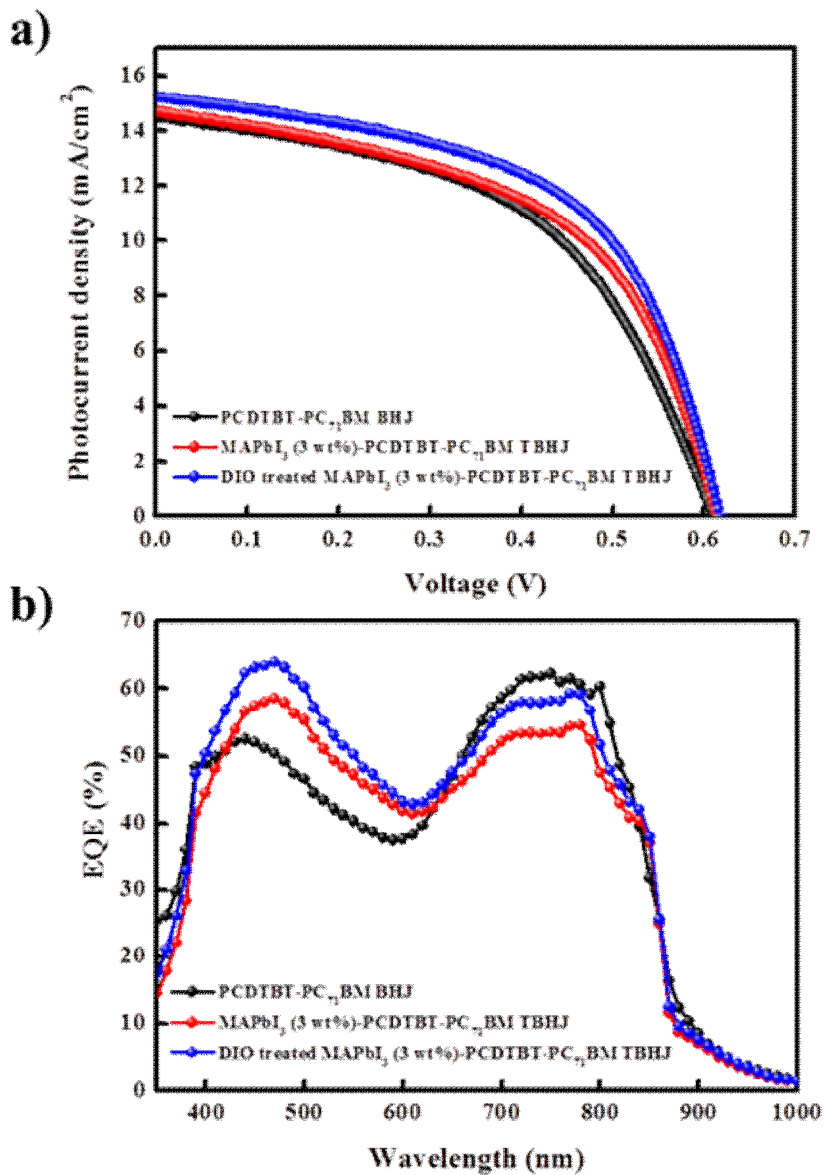 a)
Photocurrent density (mA/cm²)
16
14
12
10
8
6
4
2
0
PCDTBT-PC₇₁BM BHJ
MAPbI₃ (3 wt%)-PCDTBT-PC₇₁BM TBHJ
DIO treated MAPbI₃ (3 wt%)-PCDTBT-PC₇₁BM TBHJ
0.0 0.1 0.2 0.3 0.4 0.5 0.6 0.7
Voltage (V)
b)
EQE (%)
70
60
50
40
30
20
10
0
PCDTBT-PC₇₁BM BHJ
MAPbI₃ (3 wt%)-PCDTBT-PC₇₁BM TBHJ
DIO treated MAPbI₃ (3 wt%)-PCDTBT-PC₇₁BM TBHJ
400 500 600 700 800 900 1000
Wavelength (nm)